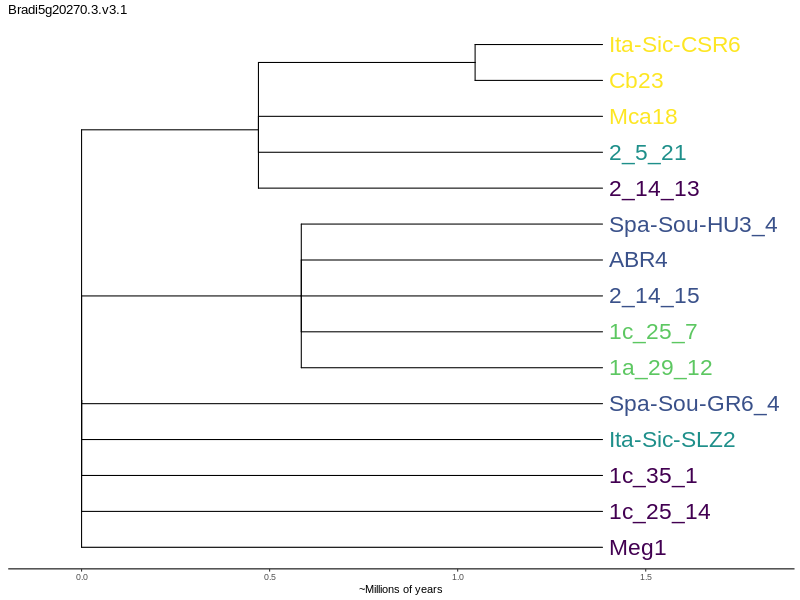 Bradi5g20270.3.v3.1
Ita-Sic-CSR6
Cb23
Mca18
2_5_21
2_14_13
Spa-Sou-HU3_4
ABR4
2_14_15
1c_25_7
1a_29_12
Spa-Sou-GR6_4
Ita-Sic-SLZ2
1c_35_1
1c_25_14
Meg1
0.0 0.5 1.0 1.5
~Millions of years